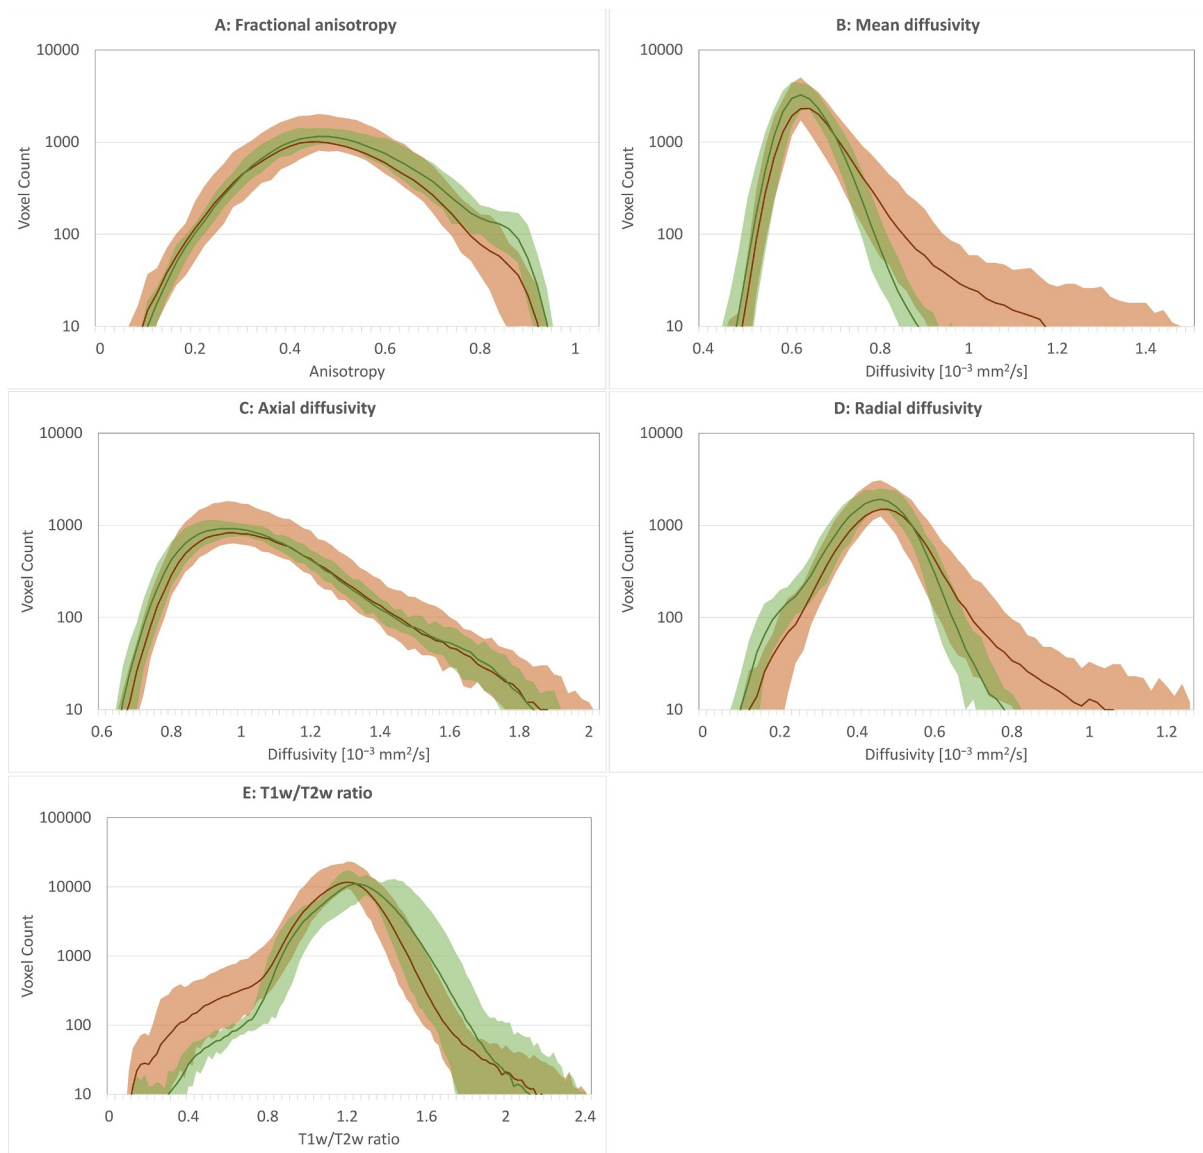 A: Fractional anisotropy
10000
1000
100
10
Voxel Count
0 0.2 0.4 0.6 0.8 1
Anisotropy
B: Mean diffusivity
10000
1000
100
10
Voxel Count
0.4 0.6 0.8 1 1.2 1.4
Diffusivity [10⁻³ mm²/s]
C: Axial diffusivity
10000
1000
100
10
Voxel Count
0.6 0.8 1 1.2 1.4 1.6 1.8 2
Diffusivity [10⁻³ mm²/s]
D: Radial diffusivity
10000
1000
100
10
Voxel Count
0 0.2 0.4 0.6 0.8 1 1.2
Diffusivity [10⁻³ mm²/s]
E: T1w/T2w ratio
100000
10000
1000
100
10
Voxel Count
0 0.4 0.8 1.2 1.6 2 2.4
T1w/T2w ratio